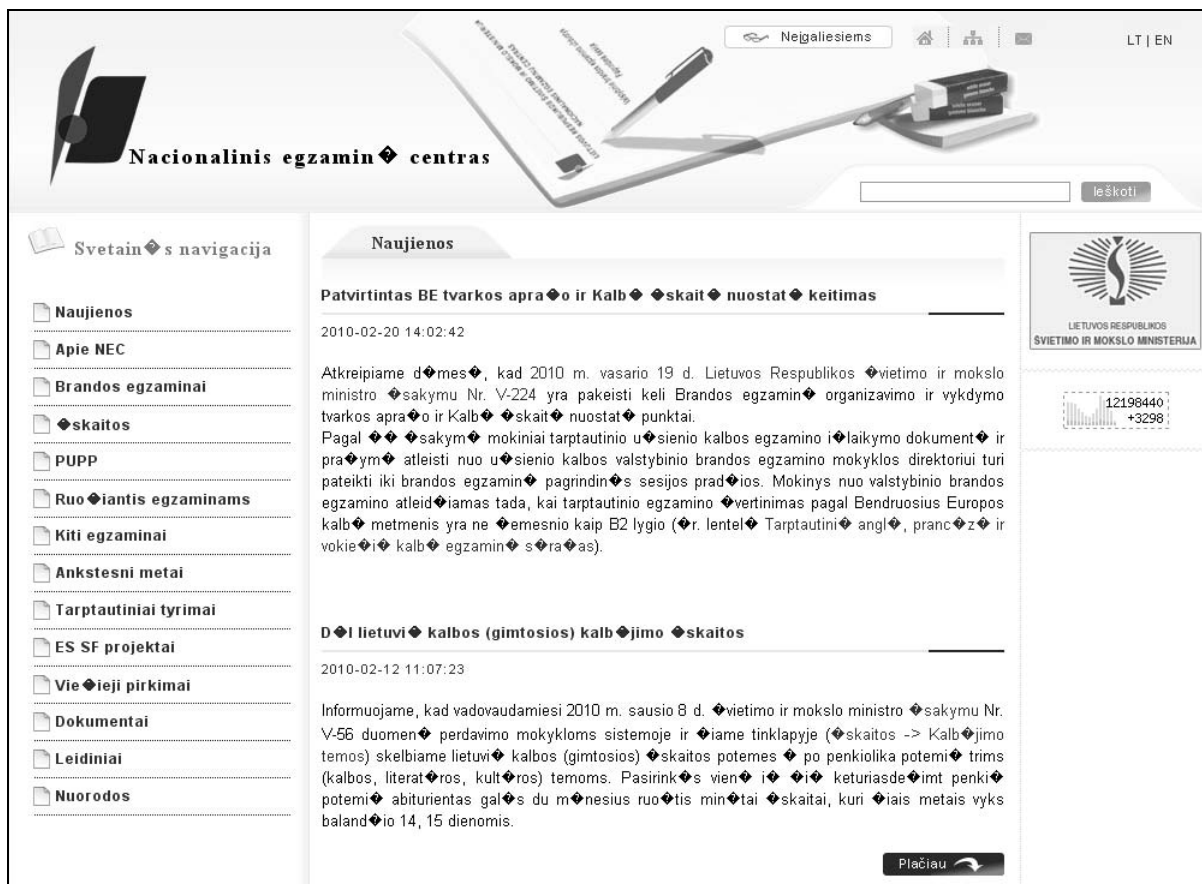 Neįgaliesiems
LT | EN
Nacionalinis egzamin� centras
Ieškoti
Svetain�s navigacija
Naujienos
Apie NEC
Brandos egzaminai
�skaitos
PUPP
Ruo�iantis egzaminams
Kiti egzaminai
Ankstesni metai
Tarptautiniai tyrimai
ES SF projektai
Vie�ieji pirkimai
Dokumentai
Leidiniai
Nuorodos
Naujienos
Patvirtintas BE tvarkos apra�o ir Kalb� �skait� nuostat� keitimas
2010-02-20 14:02:42
Atkreipiame d�mes�, kad 2010 m. vasario 19 d. Lietuvos Respublikos �vietimo ir mokslo
ministro �sakymu Nr. V-224 yra pakeisti keli Brandos egzamin� organizavimo ir vykdymo
tvarkos apra�o ir Kalb� �skait� nuostat� punktai.
Pagal �� �sakym� mokiniai tarptautinio u�sienio kalbos egzamino i�laikymo dokument� ir
pra�ym� atleisti nuo u�sienio kalbos valstybinio brandos egzamino mokyklos direktoriui turi
pateikti iki brandos egzamin� pagrindin�s sesijos prad�ios. Mokinys nuo valstybinio brandos
egzamino atleid�iamas tada, kai tarptautinio egzamino �vertinimas pagal Bendruosius Europos
kalb� metmenis yra ne �emesnio kaip B2 lygio (�r. lentel� Tarptautini� angl�, pranc�z� ir
vokie�i� kalb� egzamin� s�ra�as).
D�l lietuvi� kalbos (gimtosios) kalb�jimo �skaitos
2010-02-12 11:07:23
Informuojame, kad vadovaudamiesi 2010 m. sausio 8 d. �vietimo ir mokslo ministro �sakymu Nr.
V-56 duomen� perdavimo mokykloms sistemoje ir �iame tinklapyje (�skaitos -> Kalb�jimo
temos) skelbiame lietuvi� kalbos (gimtosios) �skaitos potemes � po penkiolika potemi� trims
(kalbos, literat�ros, kult�ros) temoms. Pasirink�s vien� i� �i� keturiasde�imt penki�
potemi� abiturientas gal�s du m�nesius ruo�tis min�tai �skaitai, kuri �iais metais vyks
baland�io 14, 15 dienomis.
Plačiau
LIETUVOS RESPUBLIKOS
ŠVIETIMO IR MOKSLO MINISTERIJA
12198440
+3298